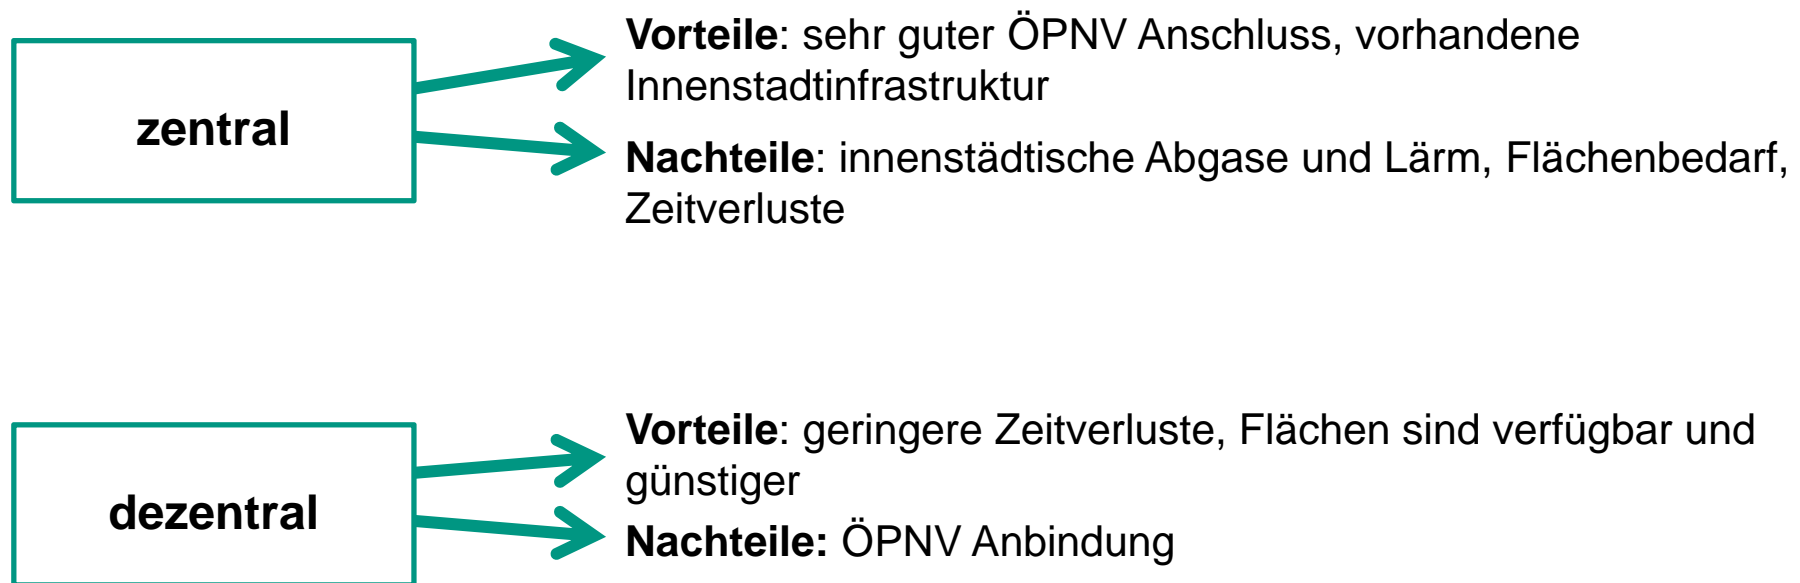 zentral
Vorteile: sehr guter ÖPNV Anschluss, vorhandene
Innenstadtinfrastruktur
Nachteile: innenstädtische Abgase und Lärm, Flächenbedarf,
Zeitverluste
dezentral
Vorteile: geringere Zeitverluste, Flächen sind verfügbar und
günstiger
Nachteile: ÖPNV Anbindung